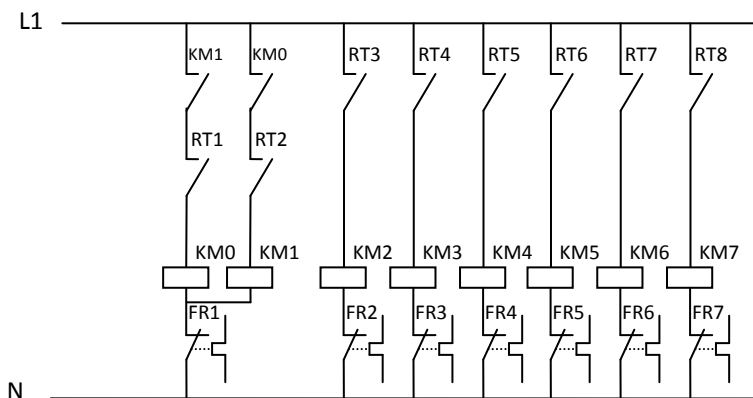 L1
KM1 KM0 RT3 RT4 RT5 RT6 RT7 RT8
RT1 RT2
KM0 KM1 KM2 KM3 KM4 KM5 KM6 KM7
FR1 FR2 FR3 FR4 FR5 FR6 FR7
N